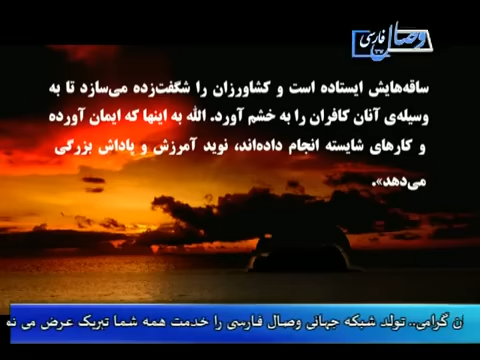 وصال فارسی
ساقه‌هایش ایستاده است و کشاورزان را شگفت‌زده می‌سازد تا به
وسیله‌ی آنان کافران را به خشم آورد. الله به اینها که ایمان آورده
و کارهای شایسته انجام داده‌اند، نوید آمرزش و پاداش بزرگی
می‌دهد».
ن گرامی.. تولد شبکه جهانی وصال فارسی را خدمت همه شما تبریک عرض می نم